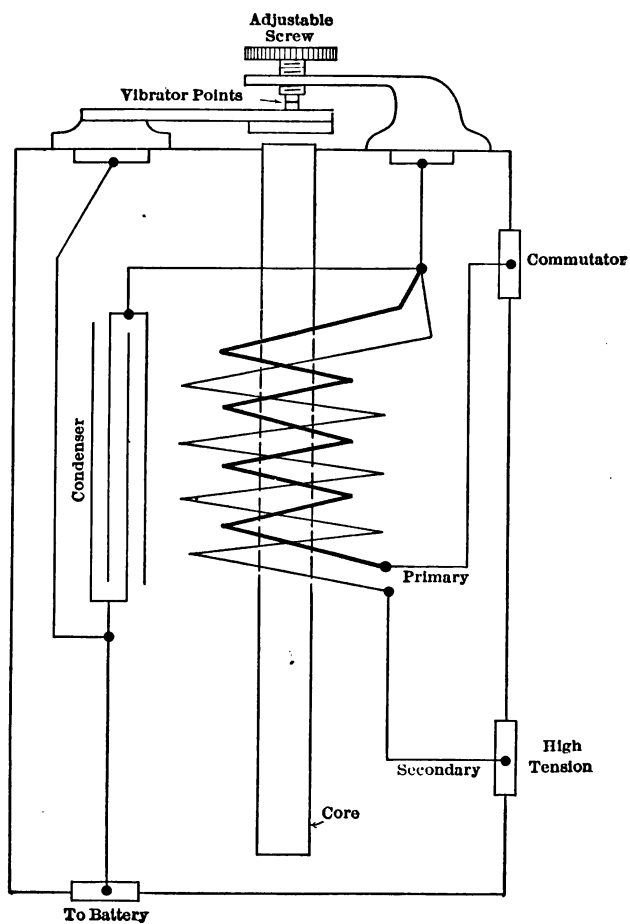 Adjustable
Screw
Vibrator Points
Commutator
Condenser
Primary
High
Tension
Secondary
Core
To Battery